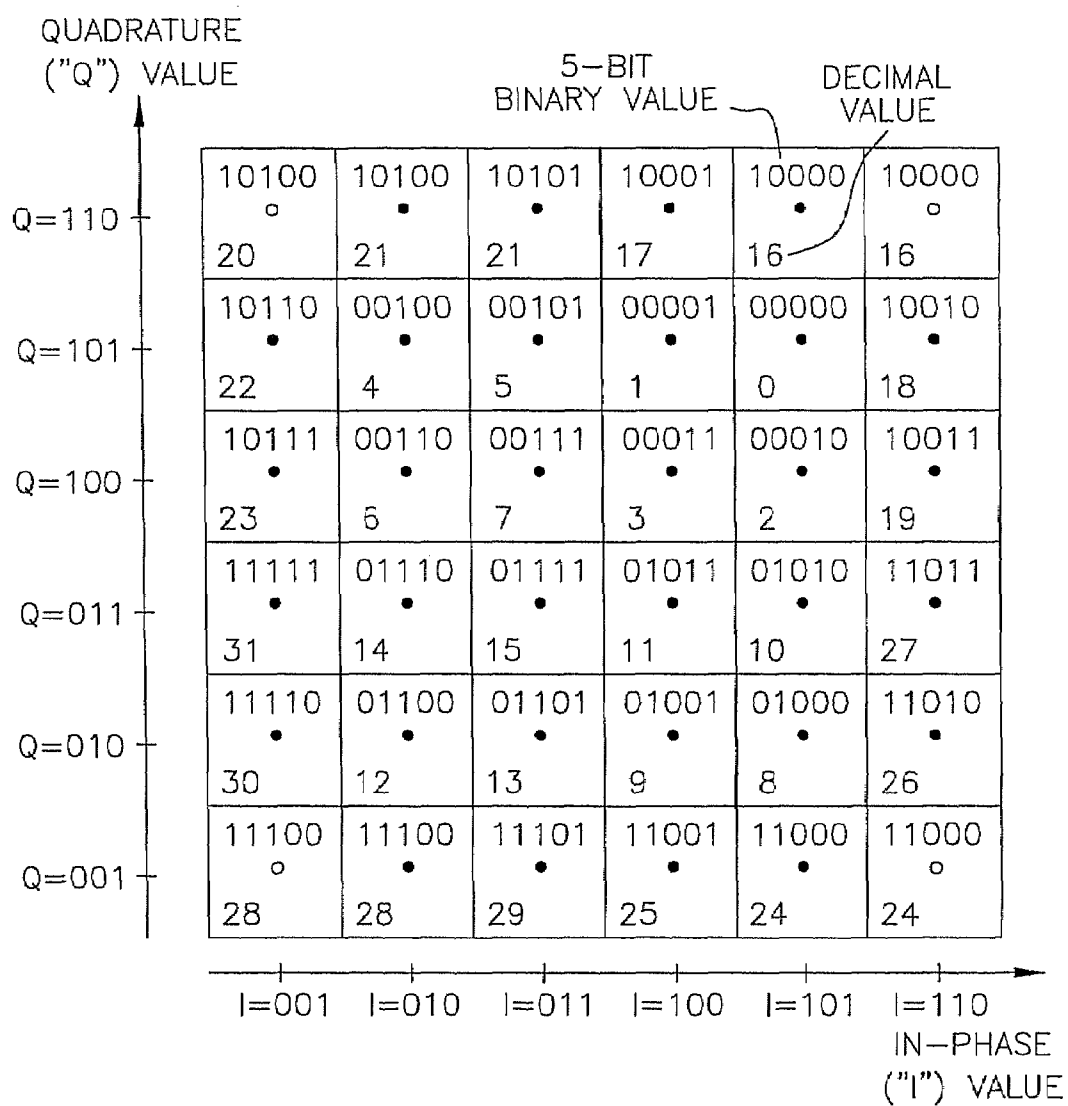 QUADRATURE
("Q") VALUE
5-BIT
BINARY VALUE
DECIMAL
VALUE
10100 10100 10101 10001 10000 10000
Q=110
20 21 21 17 16 16
10110 00100 00101 00001 00000 10010
Q=101
22 4 5 1 0 18
10111 00110 00111 00011 00010 10011
Q=100
23 6 7 3 2 19
11111 01110 01111 01011 01010 11011
Q=011
31 14 15 11 10 27
11110 01100 01101 01001 01000 11010
Q=010
30 12 13 9 8 26
11100 11100 11101 11001 11000 11000
Q=001
28 28 29 25 24 24
I=001 I=010 I=011 I=100 I=101 I=110
IN-PHASE
("I") VALUE